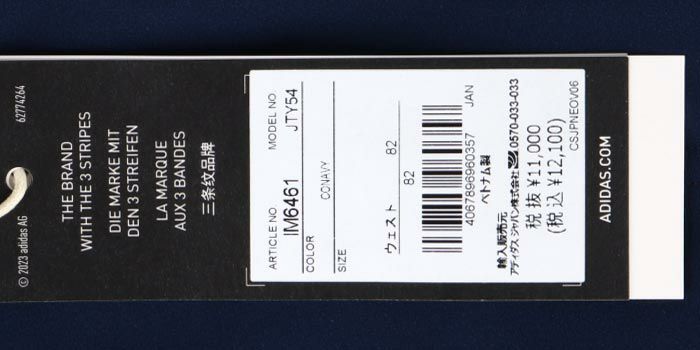 62774264
© 2023 adidas AG
THE BRAND
WITH THE 3 STRIPES
DIE MARKE MIT
DEN 3 STREIFEN
LA MARQUE
AUX 3 BANDES
三条纹品牌
ARTICLE NO MODEL NO
IM6461 JTY54
COLOR
CONAVY
SIZE
ウェスト 82
82
JAN
4067896960357
ベトナム製
輸入販売元
アディダス ジャパン株式会社 0570-033-033
税抜 ¥11,000
(税込 ¥12,100)
CSJPNEOV06
ADIDAS.COM